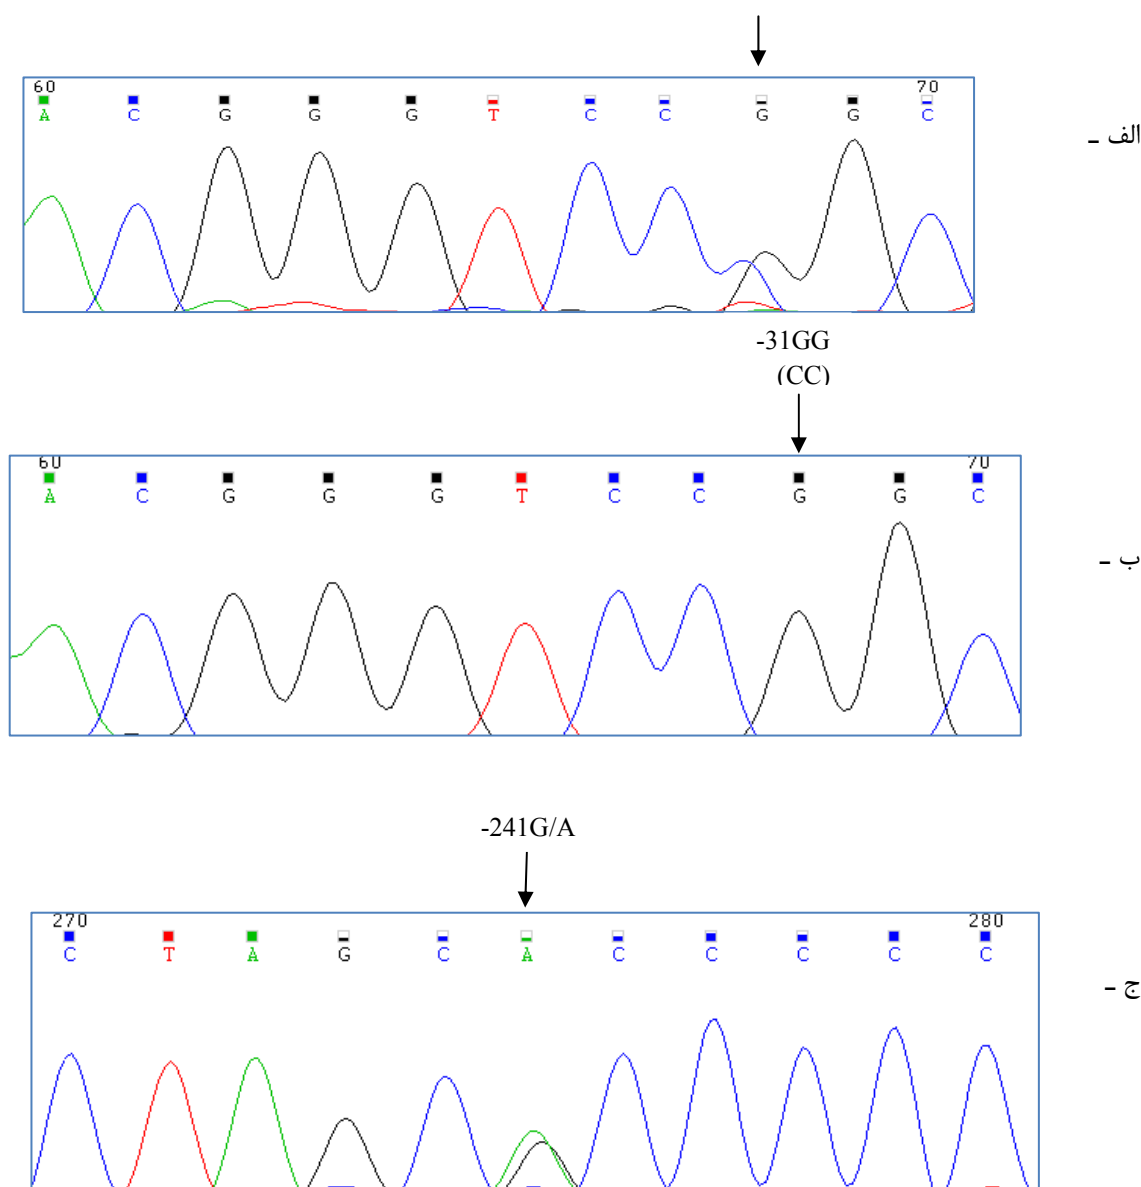 60 70
A C G G G T C C G G C
الف -
-31GG
(CC)
60 70
A C G G G T C C G G C
ب -
-241G/A
270 280
C T A G C A C C C C C
ج -